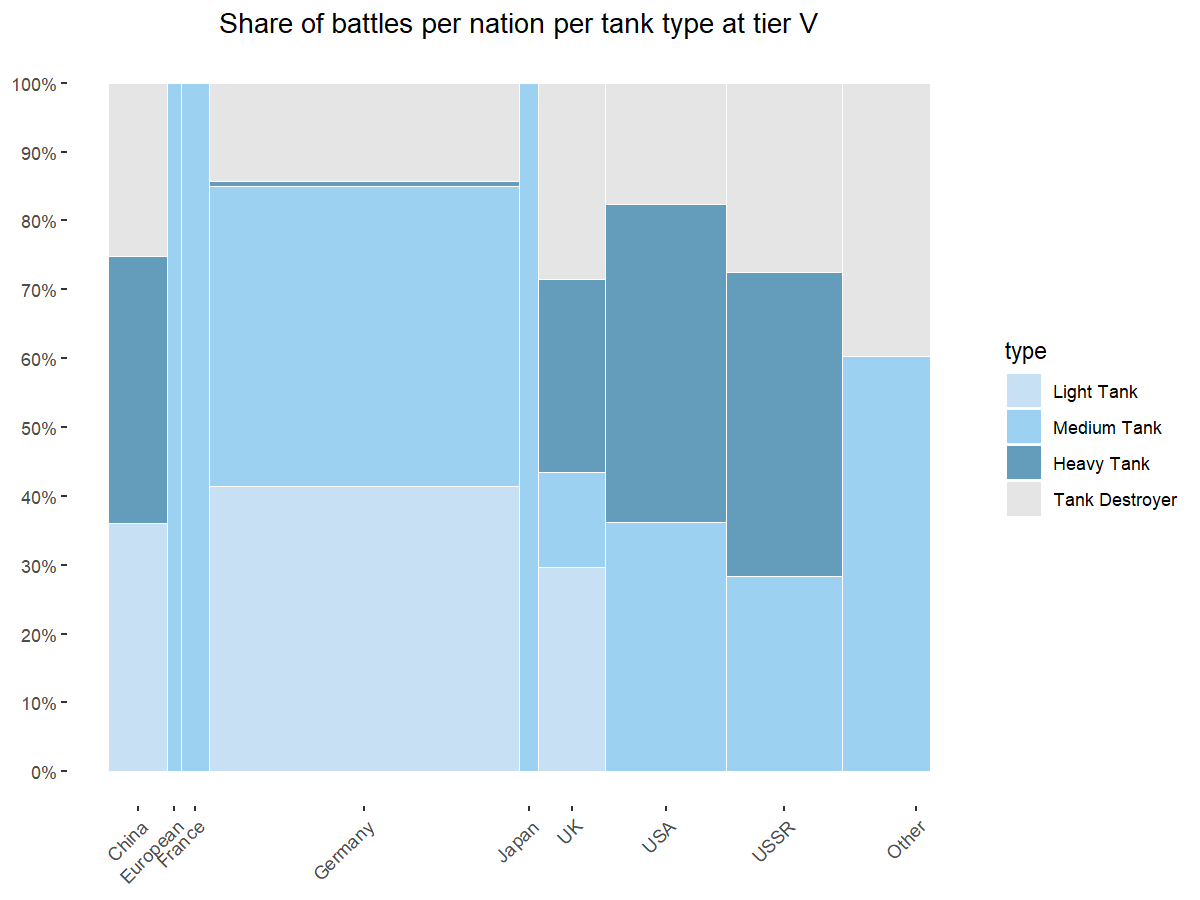 Share of battles per nation per tank type at tier V
100%
90%
80%
70%
60%
50%
40%
30%
20%
10%
0%
China
European
France
Germany
Japan
UK
USA
USSR
Other
type
Light Tank
Medium Tank
Heavy Tank
Tank Destroyer